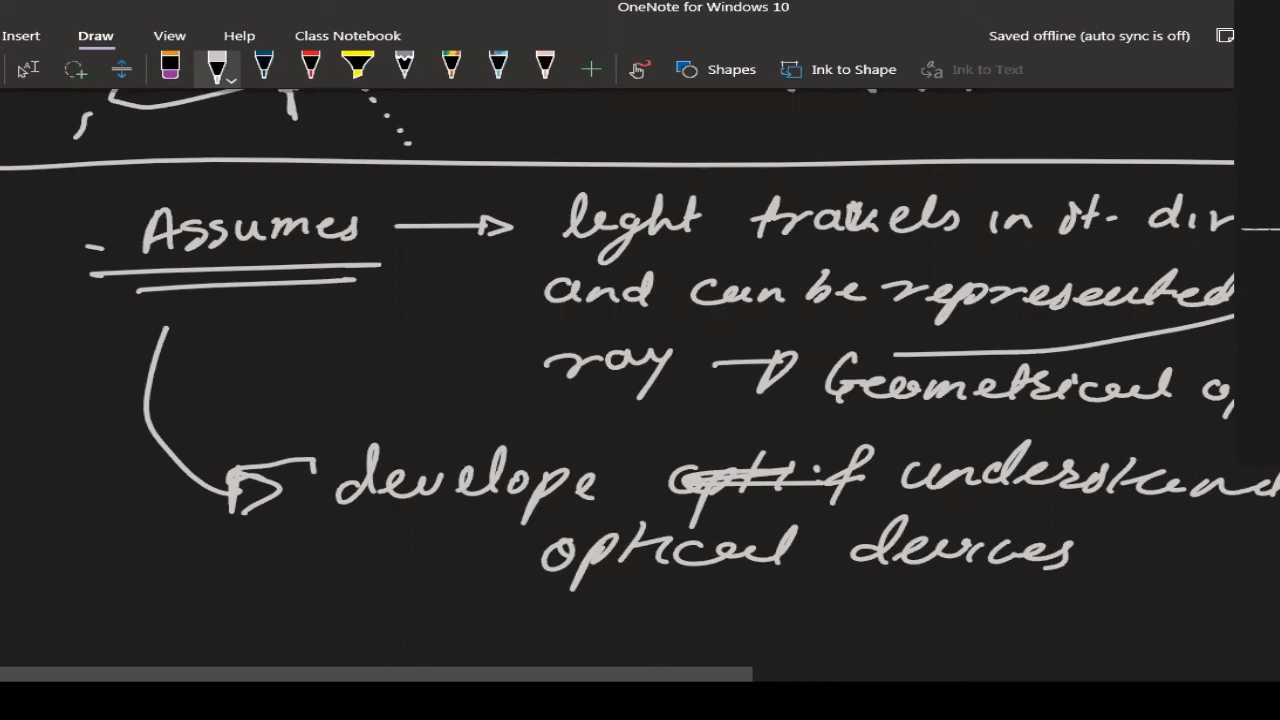 OneNote for Windows 10
Insert Draw View Help Class Notebook Saved offline (auto sync is off)
Shapes Ink to Shape Ink to Text
- Assumes → light travels in st. dir
and can be represented
ray → Geometrical op
→ develope understand
optical devices